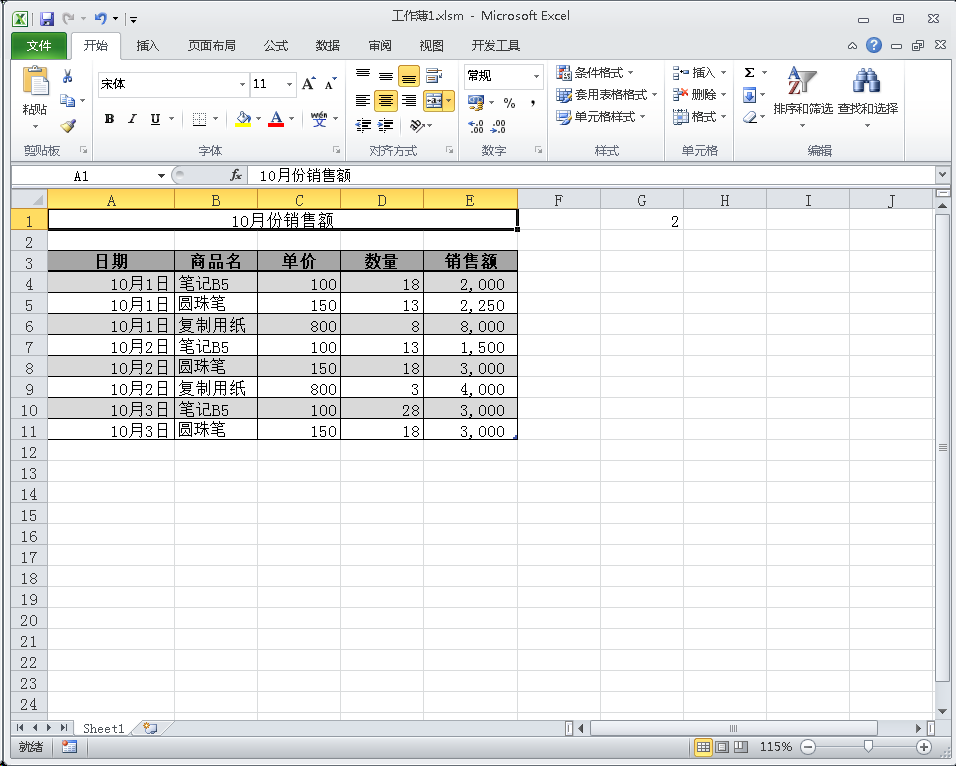 工作薄1.xlsm - Microsoft Excel
文件 开始 插入 页面布局 公式 数据 审阅 视图 开发工具
粘贴 宋体 11 常规 条件格式 插入 Σ
套用表格格式 删除 排序和筛选 查找和选择
B I U A wén 文 % , 单元格样式 格式
剪贴板 字体 对齐方式 数字 样式 单元格 编辑
A1 fx 10月份销售额
A B C D E F G H I J
1 10月份销售额 2
2
3 日期 商品名 单价 数量 销售额
4 10月1日 笔记B5 100 18 2,000
5 10月1日 圆珠笔 150 13 2,250
6 10月1日 复制用纸 800 8 8,000
7 10月2日 笔记B5 100 13 1,500
8 10月2日 圆珠笔 150 18 3,000
9 10月2日 复制用纸 800 3 4,000
10 10月3日 笔记B5 100 28 3,000
11 10月3日 圆珠笔 150 18 3,000
12
13
14
15
16
17
18
19
20
21
22
23
24
Sheet1
就绪 115%